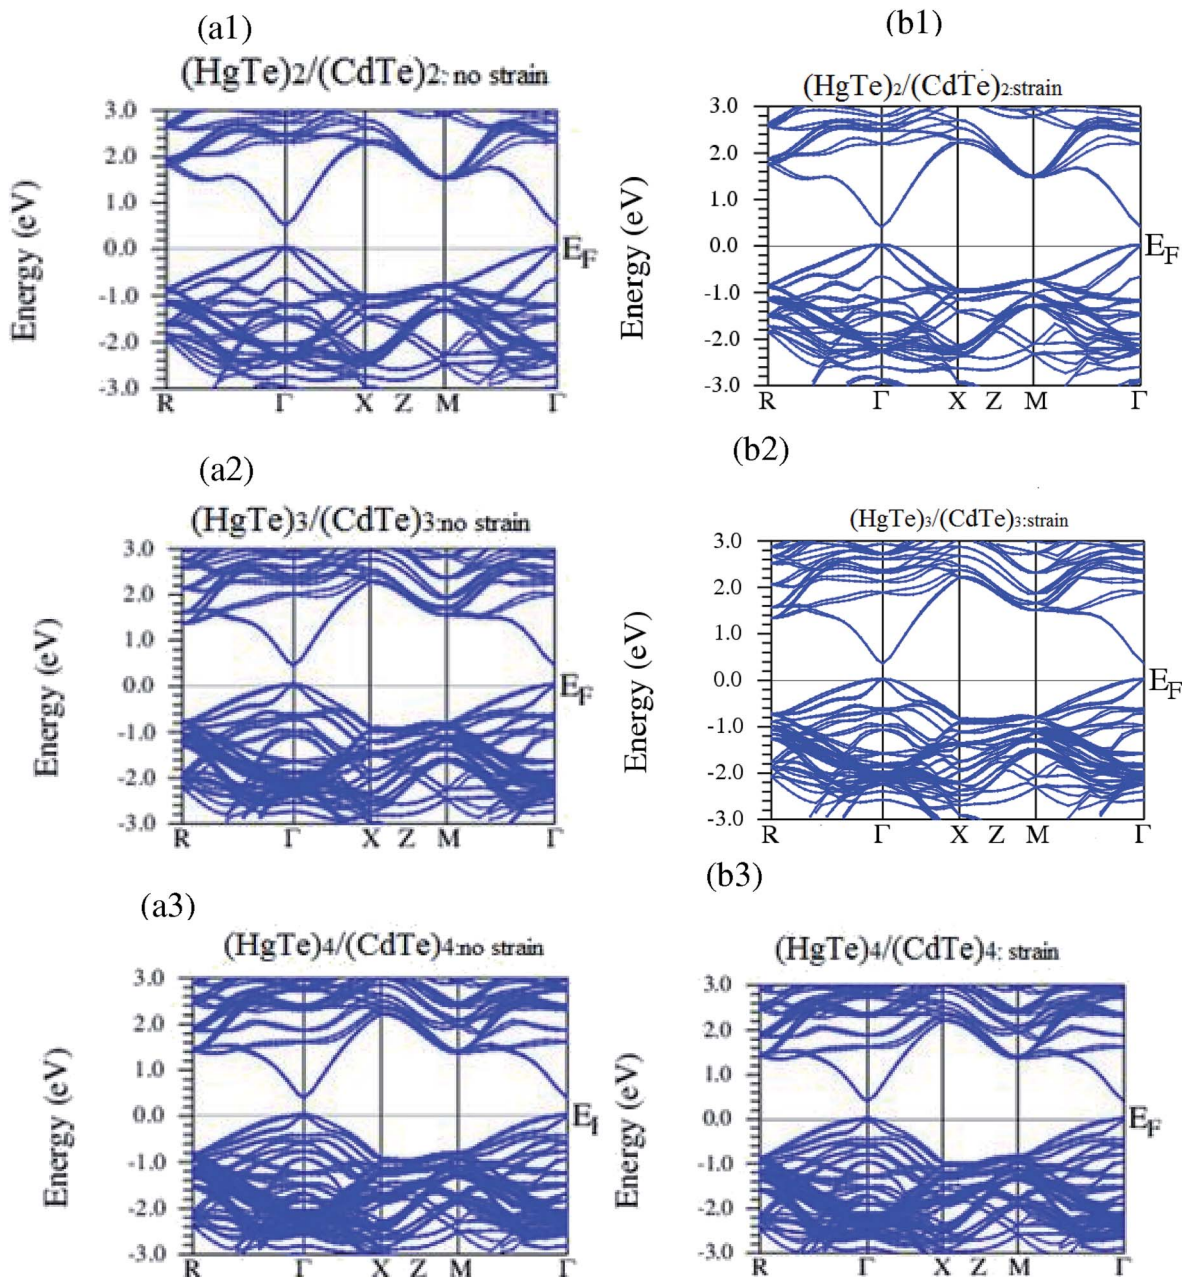 (a1)
(HgTe)2/(CdTe)2: no strain
3.0
2.0
1.0
0.0
-1.0
-2.0
-3.0
Energy (eV)
EF
R Γ X Z M Γ
(b1)
(HgTe)2/(CdTe)2:strain
3.0
2.0
1.0
0.0
-1.0
-2.0
-3.0
Energy (eV)
EF
R Γ X Z M Γ
(a2)
(HgTe)3/(CdTe)3:no strain
3.0
2.0
1.0
0.0
-1.0
-2.0
-3.0
Energy (eV)
EF
R Γ X Z M Γ
(b2)
(HgTe)3/(CdTe)3:strain
3.0
2.0
1.0
0.0
-1.0
-2.0
-3.0
Energy (eV)
EF
R Γ X Z M Γ
(a3)
(HgTe)4/(CdTe)4:no strain
3.0
2.0
1.0
0.0
-1.0
-2.0
-3.0
Energy (eV)
R Γ X Z M Γ
(b3)
(HgTe)4/(CdTe)4: strain
3.0
2.0
1.0
0.0
-1.0
-2.0
-3.0
Energy (eV)
EF
R Γ X Z M Γ